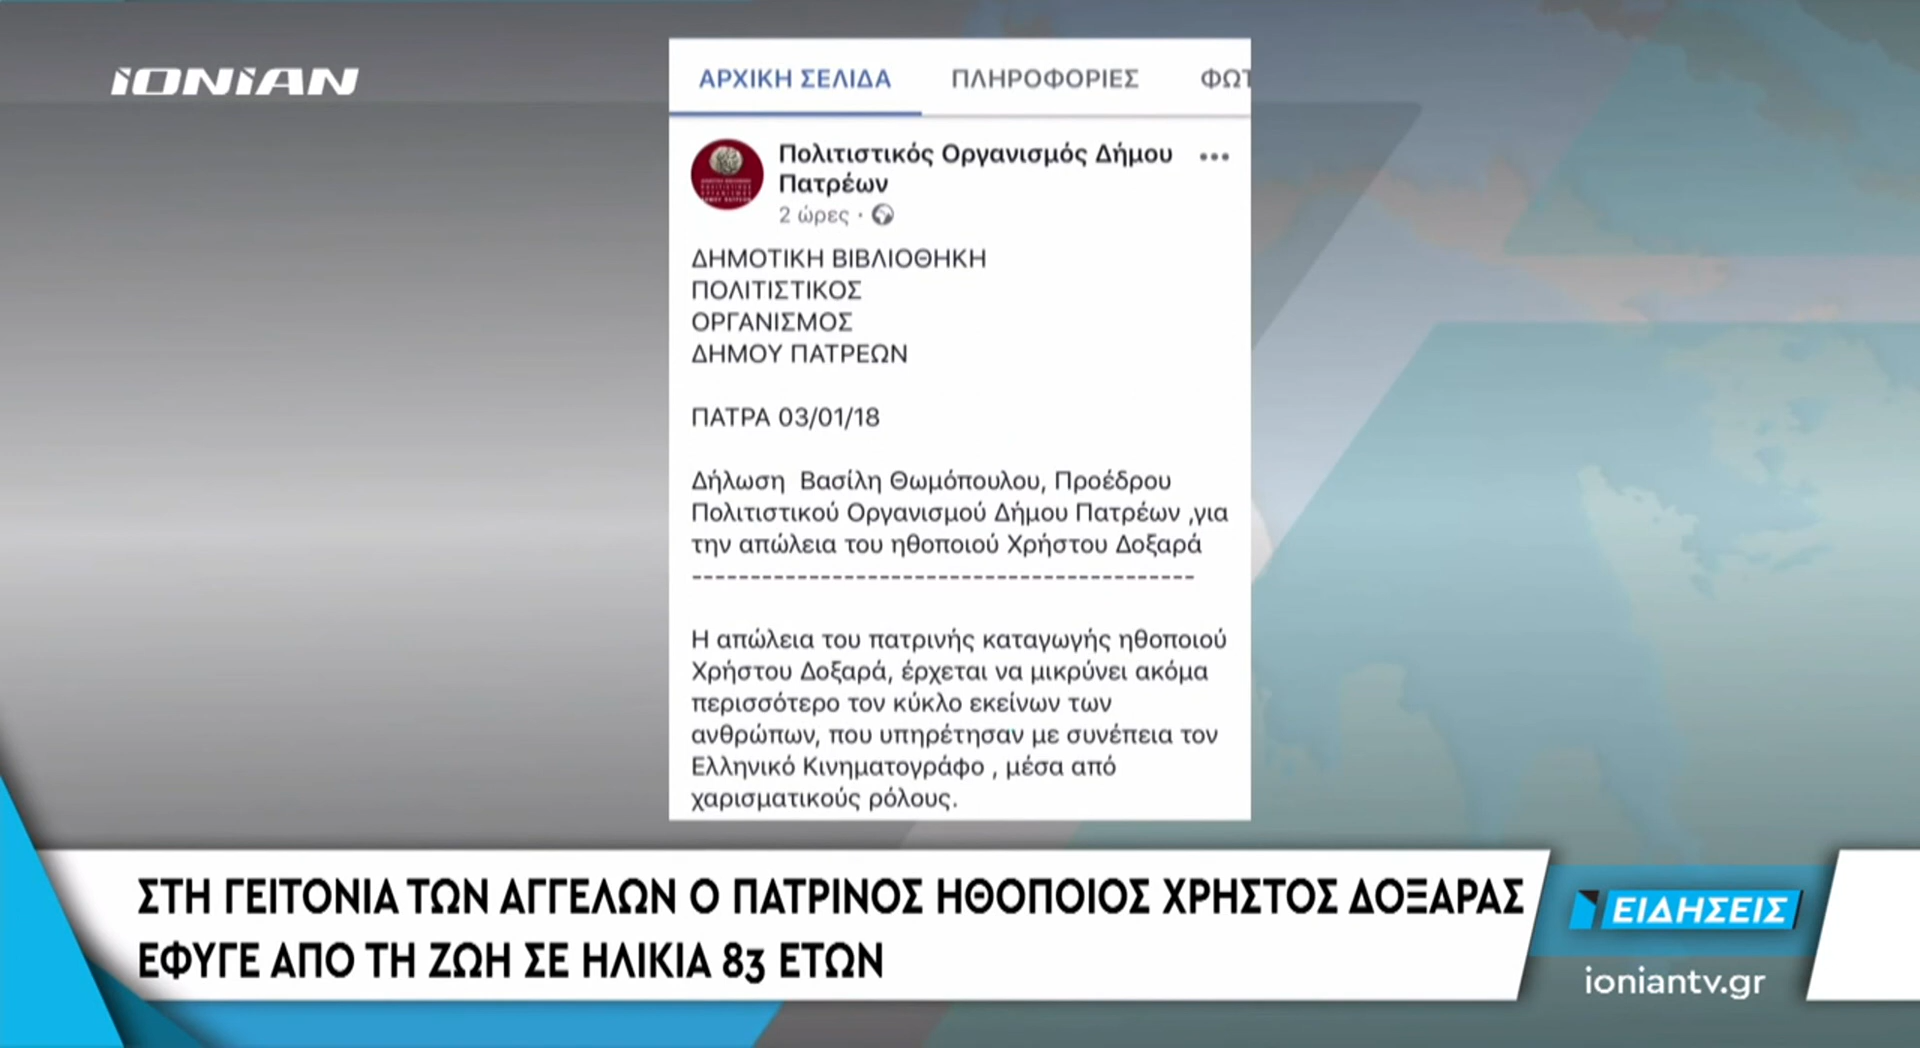 IONIAN
ΑΡΧΙΚΗ ΣΕΛΙΔΑ ΠΛΗΡΟΦΟΡΙΕΣ ΦΩΤ
Πολιτιστικός Οργανισμός Δήμου
Πατρέων
2 ώρες ·
ΔΗΜΟΤΙΚΗ ΒΙΒΛΙΟΘΗΚΗ
ΠΟΛΙΤΙΣΤΙΚΟΣ
ΟΡΓΑΝΙΣΜΟΣ
ΔΗΜΟΥ ΠΑΤΡΕΩΝ
ΠΑΤΡΑ 03/01/18
Δήλωση Βασίλη Θωμόπουλου, Προέδρου
Πολιτιστικού Οργανισμού Δήμου Πατρέων ,για
την απώλεια του ηθοποιού Χρήστου Δοξαρά
-------------------------------------------
Η απώλεια του πατρινής καταγωγής ηθοποιού
Χρήστου Δοξαρά, έρχεται να μικρύνει ακόμα
περισσότερο τον κύκλο εκείνων των
ανθρώπων, που υπηρέτησαν με συνέπεια τον
Ελληνικό Κινηματογράφο , μέσα από
χαρισματικούς ρόλους.
ΣΤΗ ΓΕΙΤΟΝΙΑ ΤΩΝ ΑΓΓΕΛΩΝ Ο ΠΑΤΡΙΝΟΣ ΗΘΟΠΟΙΟΣ ΧΡΗΣΤΟΣ ΔΟΞΑΡΑΣ
ΕΦΥΓΕ ΑΠΟ ΤΗ ΖΩΗ ΣΕ ΗΛΙΚΙΑ 83 ΕΤΩΝ
ΕΙΔΗΣΕΙΣ
ioniantv.gr